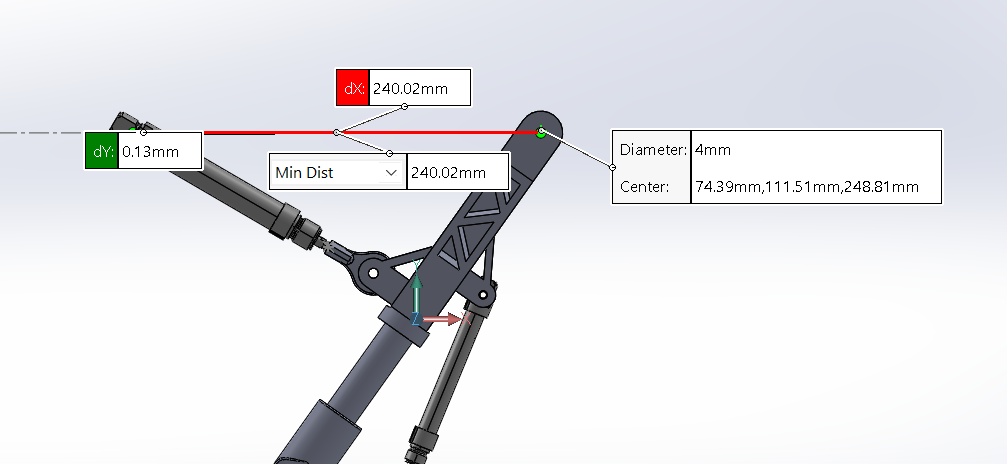 dX: 240.02mm
dY: 0.13mm
Min Dist 240.02mm
Diameter: 4mm
Center: 74.39mm,111.51mm,248.81mm
Y
Z
X